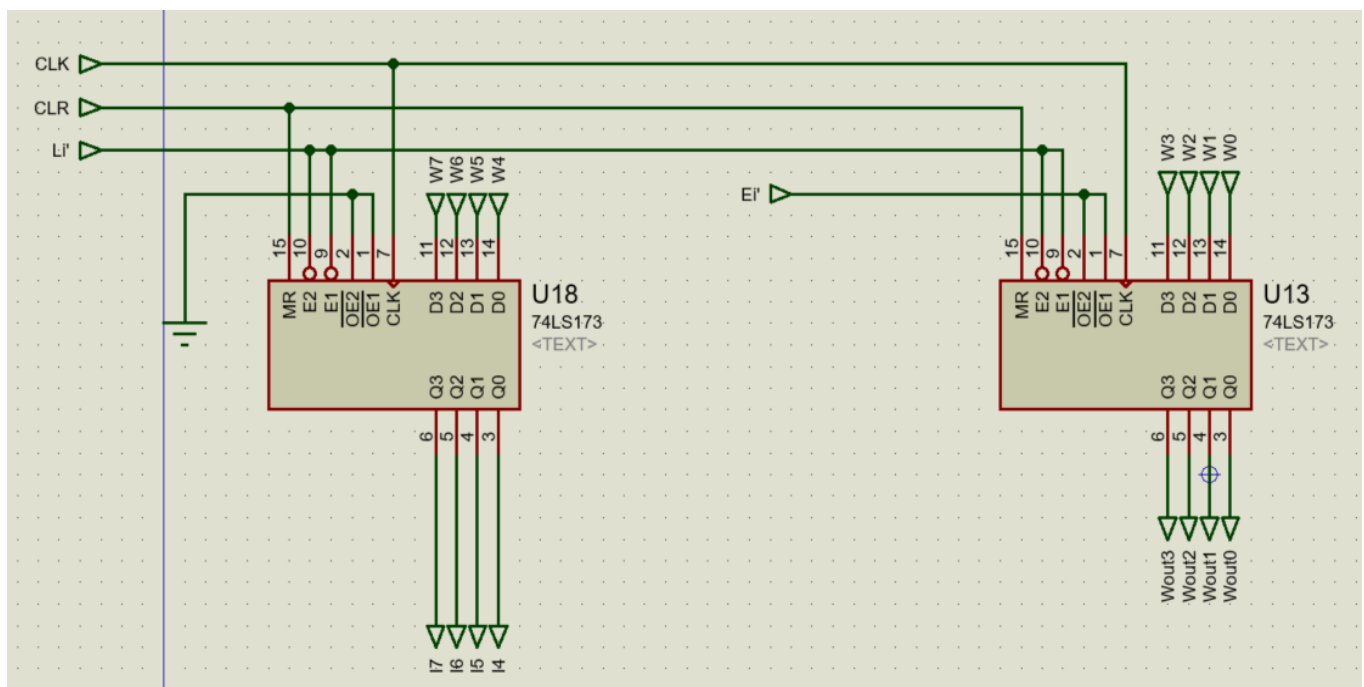 CLK
CLR
Li'
W7
W6
W5
W4
Ei'
W3
W2
W1
W0
15
10
9
2
1
7
11
12
13
14
MR
E2
E1
OE2
OE1
CLK
D3
D2
D1
D0
U18
74LS173
<TEXT>
Q3
Q2
Q1
Q0
6
5
4
3
I7
I6
I5
I4
15
10
9
2
1
7
11
12
13
14
MR
E2
E1
OE2
OE1
CLK
D3
D2
D1
D0
U13
74LS173
<TEXT>
Q3
Q2
Q1
Q0
6
5
4
3
Wout3
Wout2
Wout1
Wout0